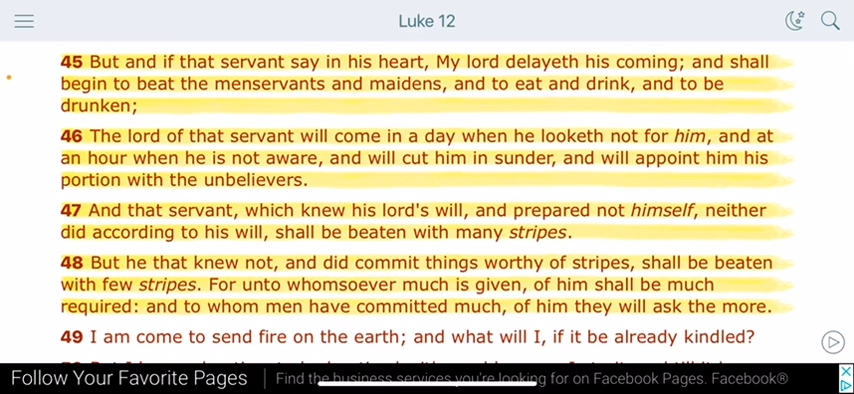 Luke 12
45 But and if that servant say in his heart, My lord delayeth his coming; and shall
begin to beat the menservants and maidens, and to eat and drink, and to be
drunken;
46 The lord of that servant will come in a day when he looketh not for him, and at
an hour when he is not aware, and will cut him in sunder, and will appoint him his
portion with the unbelievers.
47 And that servant, which knew his lord's will, and prepared not himself, neither
did according to his will, shall be beaten with many stripes.
48 But he that knew not, and did commit things worthy of stripes, shall be beaten
with few stripes. For unto whomsoever much is given, of him shall be much
required: and to whom men have committed much, of him they will ask the more.
49 I am come to send fire on the earth; and what will I, if it be already kindled?
Follow Your Favorite Pages
Find the business services you're looking for on Facebook Pages. Facebook®